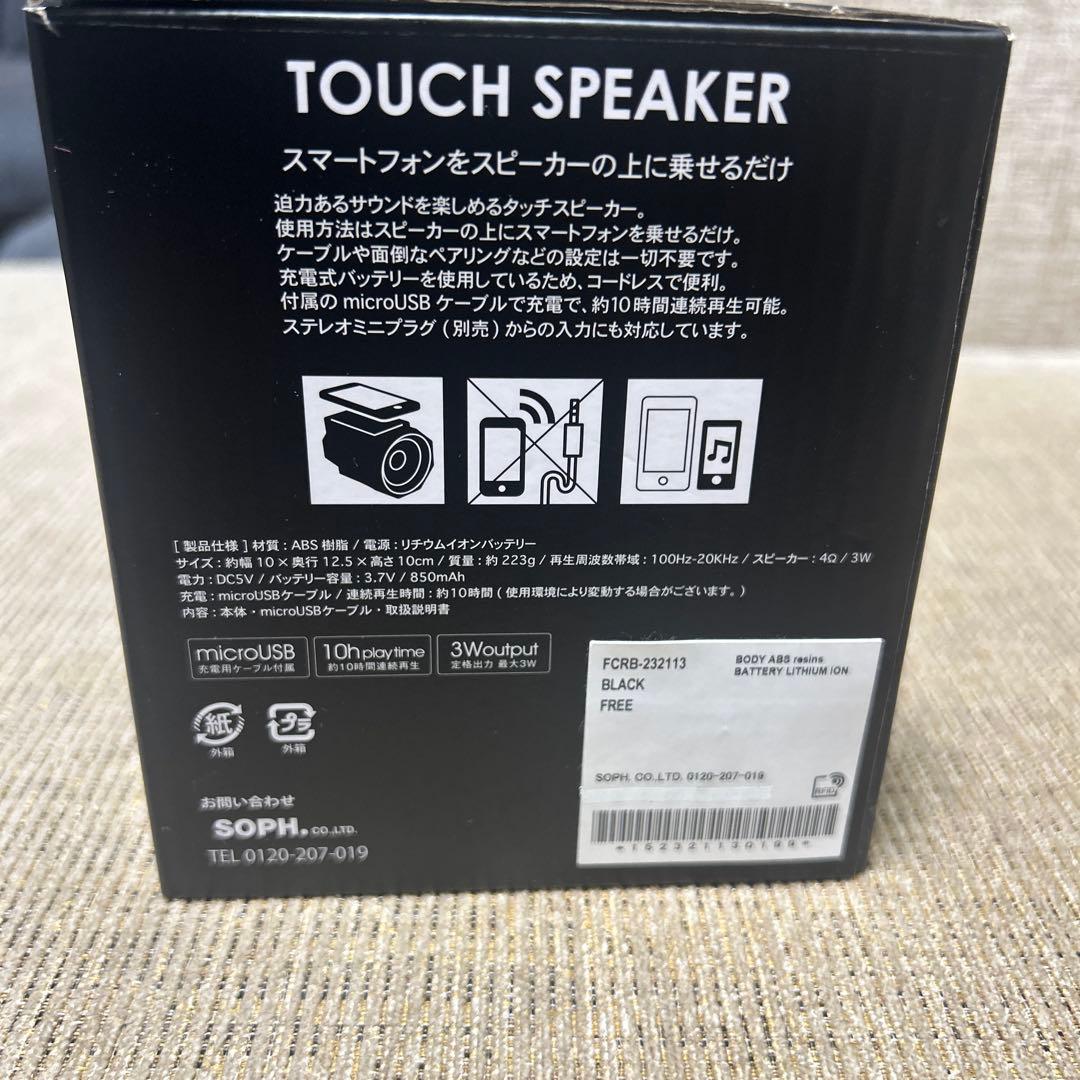 TOUCH SPEAKER
スマートフォンをスピーカーの上に乗せるだけ
迫力あるサウンドを楽しめるタッチスピーカー。
使用方法はスピーカーの上にスマートフォンを乗せるだけ。
ケーブルや面倒なペアリングなどの設定は一切不要です。
充電式バッテリーを使用しているため、コードレスで便利。
付属の microUSB ケーブルで充電で、約10時間連続再生可能。
ステレオミニプラグ (別売) からの入力にも対応しています。
[ 製品仕様 ] 材質 : ABS 樹脂 / 電源 : リチウムイオンバッテリー
サイズ : 約幅 10 × 奥行 12.5 × 高さ 10cm / 質量 : 約 223g / 再生周波数帯域 : 100Hz-20KHz / スピーカー : 4Ω / 3W
電力 : DC5V / バッテリー容量 : 3.7V / 850mAh
充電 : microUSBケーブル / 連続再生時間 : 約10時間 ( 使用環境により変動する場合がございます。)
内容 : 本体・microUSBケーブル・取扱説明書
microUSB
充電用ケーブル付属
10h playtime
約10時間連続再生
3Woutput
定格出力 最大3W
紙
外箱
プラ
外箱
お問い合わせ
SOPH. CO.,LTD.
TEL 0120-207-019
FCRB-232113
BLACK
FREE
BODY ABS resins
BATTERY LITHIUM ION
SOPH. CO.,LTD. 0120-207-019
RFID
*152321130199*